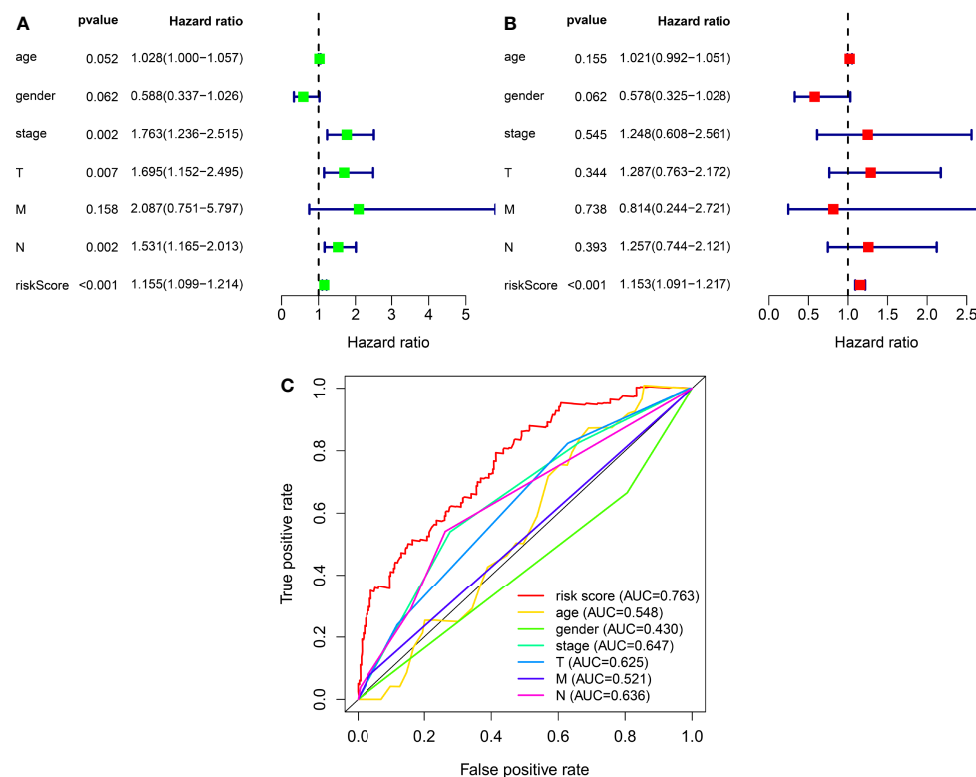 A pvalue Hazard ratio
age 0.052 1.028(1.000−1.057)
gender 0.062 0.588(0.337−1.026)
stage 0.002 1.763(1.236−2.515)
T 0.007 1.695(1.152−2.495)
M 0.158 2.087(0.751−5.797)
N 0.002 1.531(1.165−2.013)
riskScore <0.001 1.155(1.099−1.214)
0 1 2 3 4 5
Hazard ratio
B pvalue Hazard ratio
age 0.155 1.021(0.992−1.051)
gender 0.062 0.578(0.325−1.028)
stage 0.545 1.248(0.608−2.561)
T 0.344 1.287(0.763−2.172)
M 0.738 0.814(0.244−2.721)
N 0.393 1.257(0.744−2.121)
riskScore <0.001 1.153(1.091−1.217)
0.0 0.5 1.0 1.5 2.0 2.5
Hazard ratio
C
True positive rate
1.0
0.8
0.6
0.4
0.2
0.0
risk score (AUC=0.763)
age (AUC=0.548)
gender (AUC=0.430)
stage (AUC=0.647)
T (AUC=0.625)
M (AUC=0.521)
N (AUC=0.636)
0.0 0.2 0.4 0.6 0.8 1.0
False positive rate